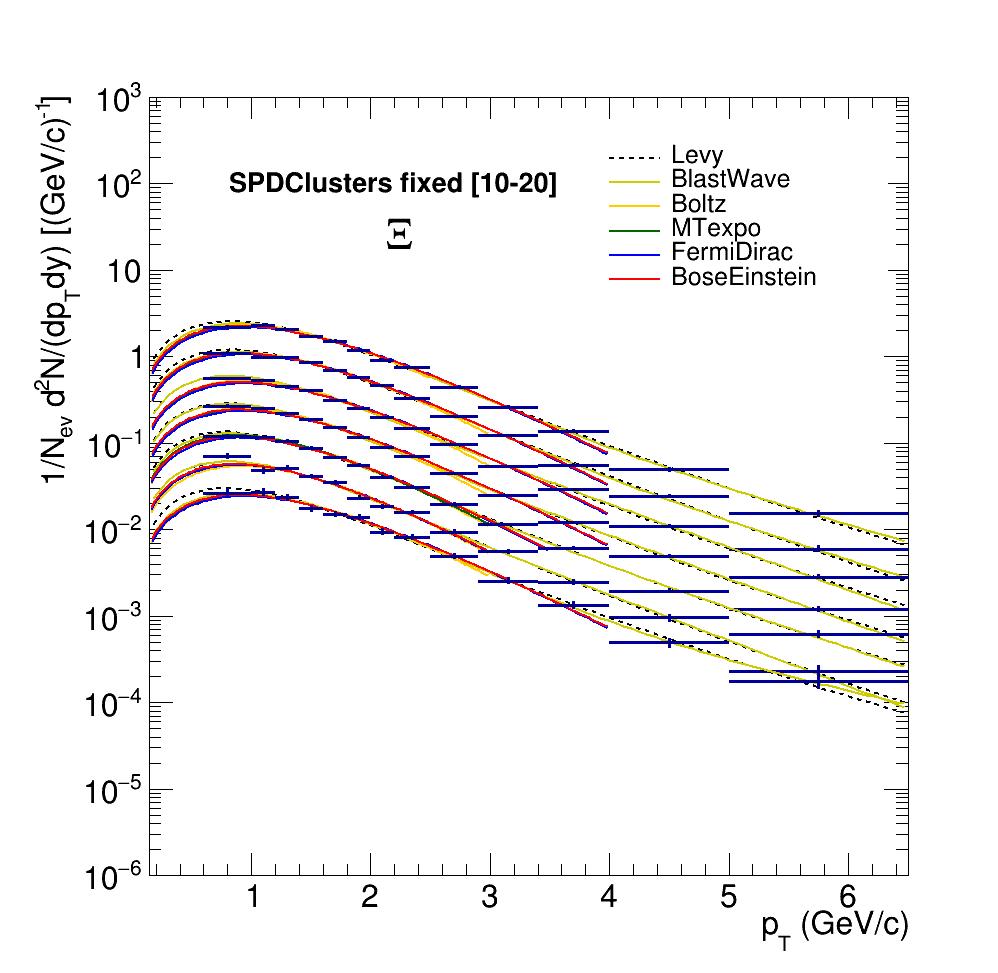 1/N_ev d²N/(dp_T dy) [(GeV/c)⁻¹]
10³
10²
10
1
10⁻¹
10⁻²
10⁻³
10⁻⁴
10⁻⁵
10⁻⁶
SPDClusters fixed [10-20]
Ξ
Levy
BlastWave
Boltz
MTexpo
FermiDirac
BoseEinstein
1 2 3 4 5 6
p_T (GeV/c)